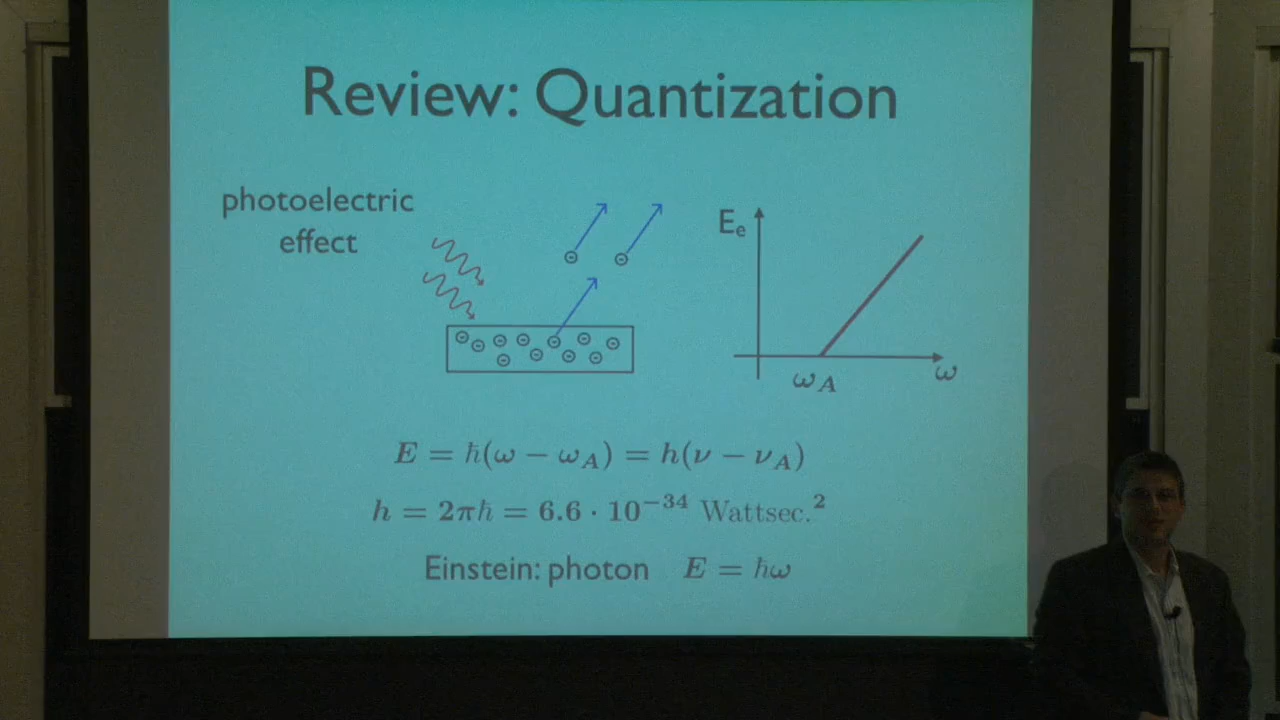 Review: Quantization
photoelectric
effect
Eₑ
ω_A
ω
E = ħ(ω − ω_A) = h(ν − ν_A)
h = 2πħ = 6.6 · 10⁻³⁴ Wattsec.²
Einstein: photon E = ħω